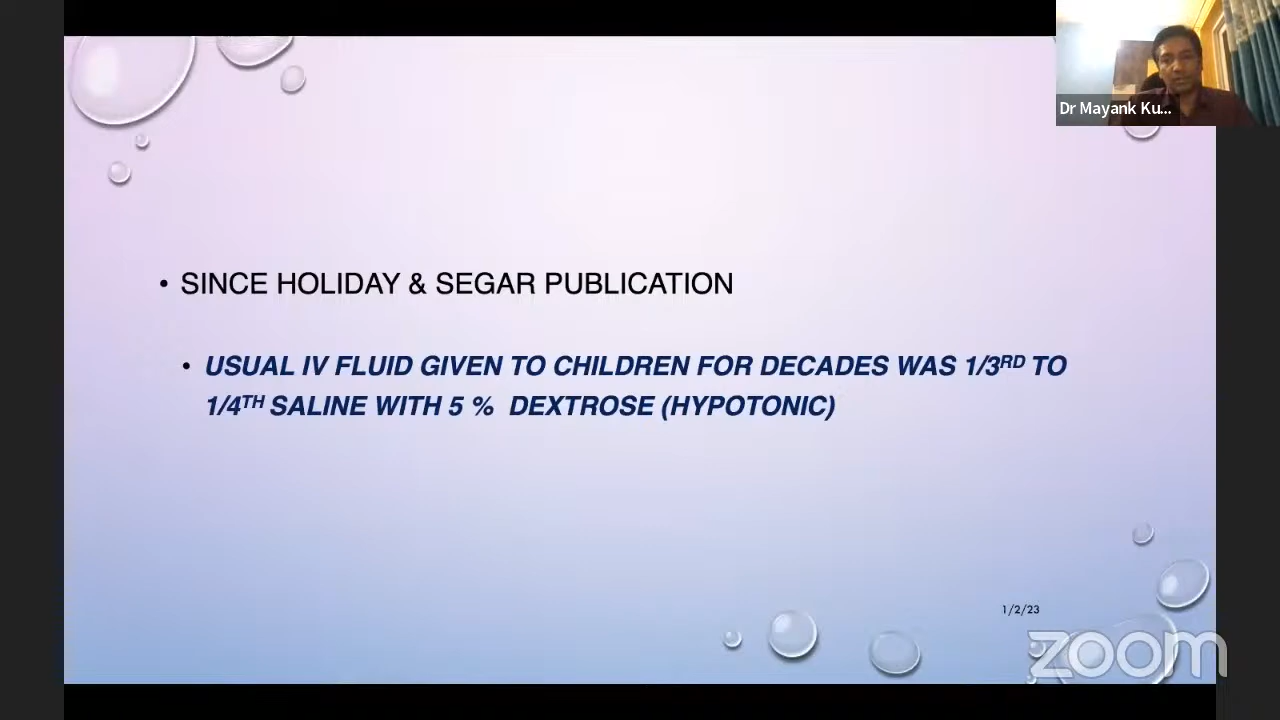 Dr Mayank Ku...
• SINCE HOLIDAY & SEGAR PUBLICATION
• USUAL IV FLUID GIVEN TO CHILDREN FOR DECADES WAS 1/3RD TO
1/4TH SALINE WITH 5 %  DEXTROSE (HYPOTONIC)
1/2/23
zoom